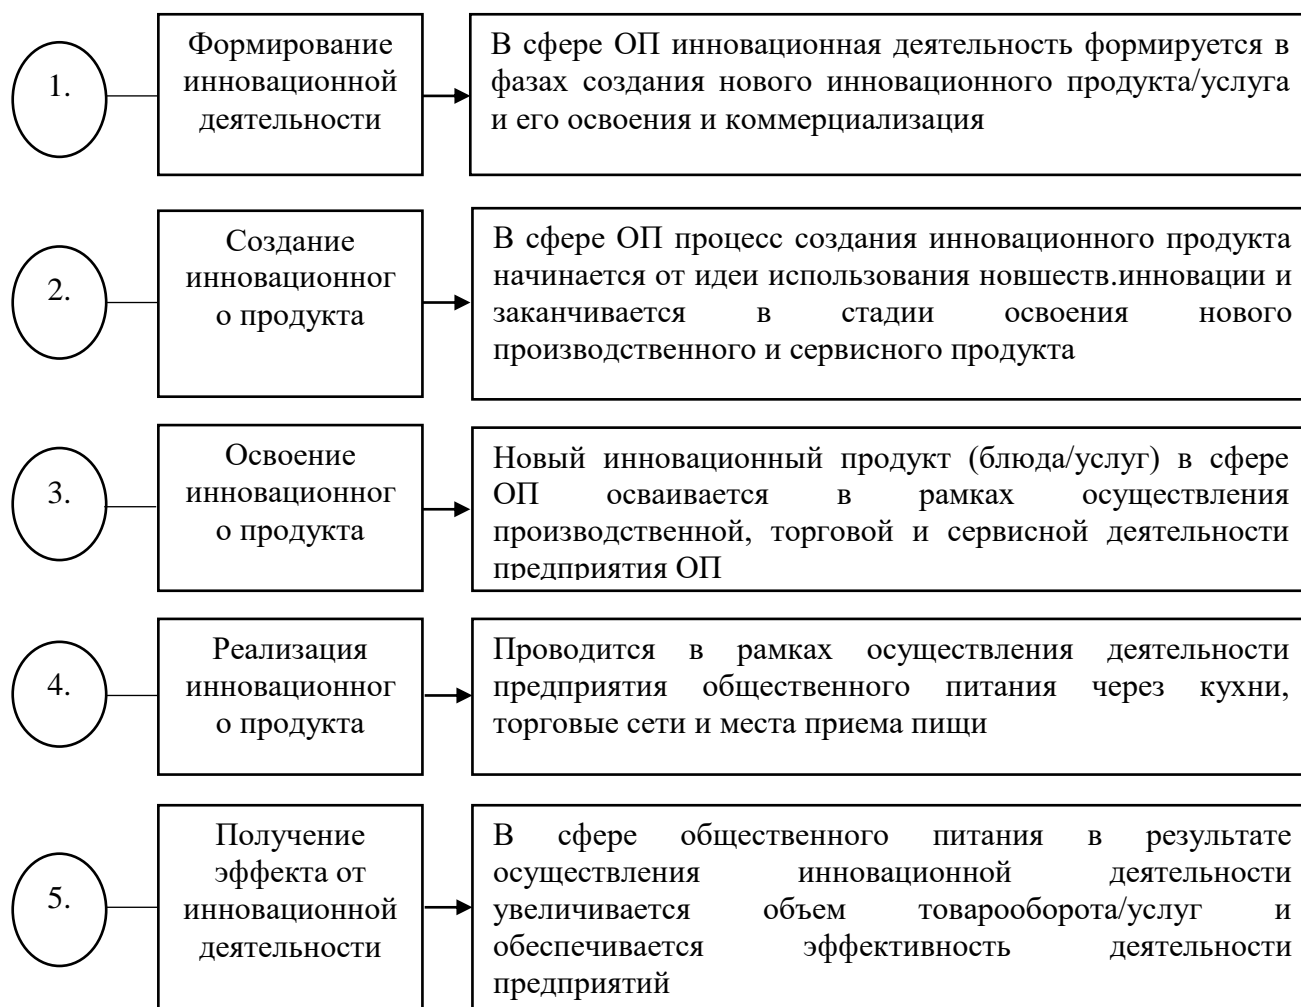 1.
Формирование
инновационной
деятельности
В сфере ОП инновационная деятельность формируется в
фазах создания нового инновационного продукта/услуга
и его освоения и коммерциализация
2.
Создание
инновационног
о продукта
В сфере ОП процесс создания инновационного продукта
начинается от идеи использования новшеств.инновации и
заканчивается в стадии освоения нового
производственного и сервисного продукта
3.
Освоение
инновационног
о продукта
Новый инновационный продукт (блюда/услуг) в сфере
ОП осваивается в рамках осуществления
производственной, торговой и сервисной деятельности
предприятия ОП
4.
Реализация
инновационног
о продукта
Проводится в рамках осуществления деятельности
предприятия общественного питания через кухни,
торговые сети и места приема пищи
5.
Получение
эффекта от
инновационной
деятельности
В сфере общественного питания в результате
осуществления инновационной деятельности
увеличивается объем товарооборота/услуг и
обеспечивается эффективность деятельности
предприятий